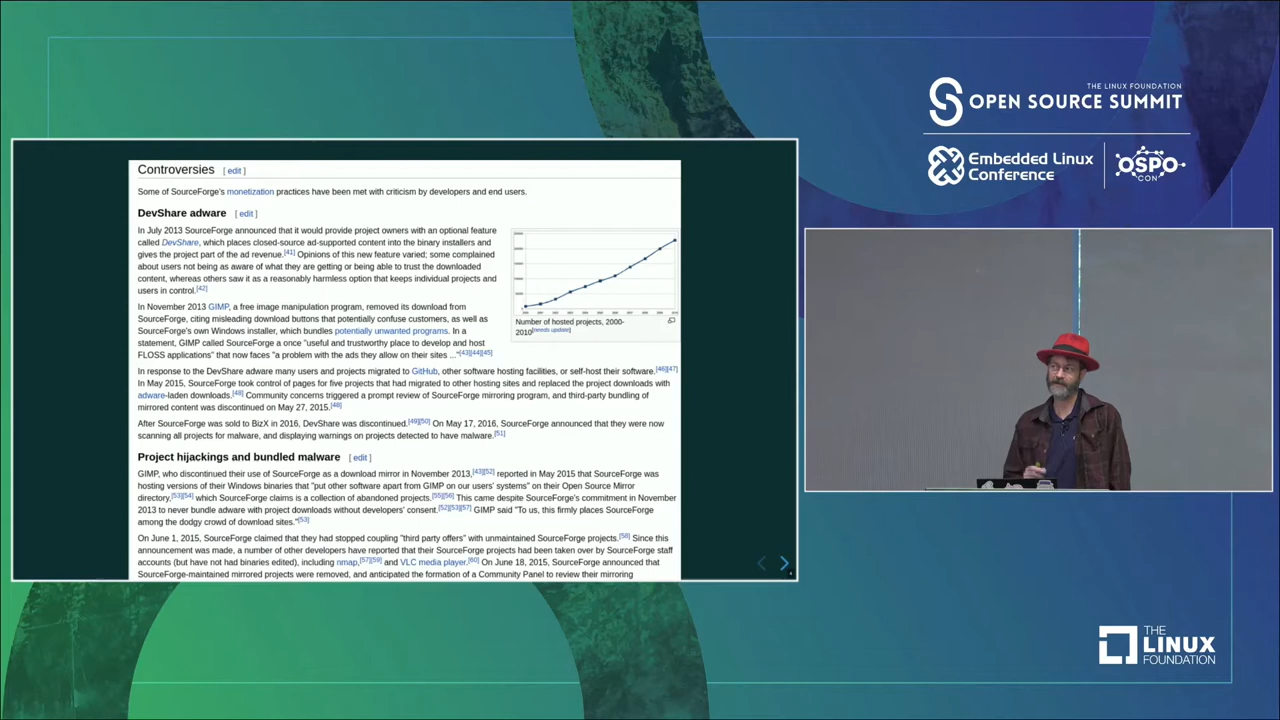 THE LINUX FOUNDATION
OPEN SOURCE SUMMIT
Embedded Linux
Conference
OSPO
CON
Controversies [ edit ]
Some of SourceForge's monetization practices have been met with criticism by developers and end users.
DevShare adware [ edit ]
In July 2013 SourceForge announced that it would provide project owners with an optional feature
called DevShare, which places closed-source ad-supported content into the binary installers and
gives the project part of the ad revenue.[41] Opinions of this new feature varied; some complained
about users not being as aware of what they are getting or being able to trust the downloaded
content, whereas others saw it as a reasonably harmless option that keeps individual projects and
users in control.[42]
Number of hosted projects, 2000-
2010[needs update]
In November 2013 GIMP, a free image manipulation program, removed its download from
SourceForge, citing misleading download buttons that potentially confuse customers, as well as
SourceForge's own Windows installer, which bundles potentially unwanted programs. In a
statement, GIMP called SourceForge a once "useful and trustworthy place to develop and host
FLOSS applications" that now faces "a problem with the ads they allow on their sites ..."[43][44][45]
In response to the DevShare adware many users and projects migrated to GitHub, other software hosting facilities, or self-host their software.[46][47]
In May 2015, SourceForge took control of pages for five projects that had migrated to other hosting sites and replaced the project downloads with
adware-laden downloads.[48] Community concerns triggered a prompt review of SourceForge mirroring program, and third-party bundling of
mirrored content was discontinued on May 27, 2015.[48]
After SourceForge was sold to BizX in 2016, DevShare was discontinued.[49][50] On May 17, 2016, SourceForge announced that they were now
scanning all projects for malware, and displaying warnings on projects detected to have malware.[51]
Project hijackings and bundled malware [ edit ]
GIMP, who discontinued their use of SourceForge as a download mirror in November 2013,[43][52] reported in May 2015 that SourceForge was
hosting versions of their Windows binaries that "put other software apart from GIMP on our users' systems" on their Open Source Mirror
directory,[53][54] which SourceForge claims is a collection of abandoned projects.[55][56] This came despite SourceForge's commitment in November
2013 to never bundle adware with project downloads without developers' consent.[52][53][57] GIMP said "To us, this firmly places SourceForge
among the dodgy crowd of download sites."[53]
On June 1, 2015, SourceForge claimed that they had stopped coupling "third party offers" with unmaintained SourceForge projects.[58] Since this
announcement was made, a number of other developers have reported that their SourceForge projects had been taken over by SourceForge staff
accounts (but have not had binaries edited), including nmap,[57][59] and VLC media player.[60] On June 18, 2015, SourceForge announced that
SourceForge-maintained mirrored projects were removed, and anticipated the formation of a Community Panel to review their mirroring
THE
LINUX
FOUNDATION